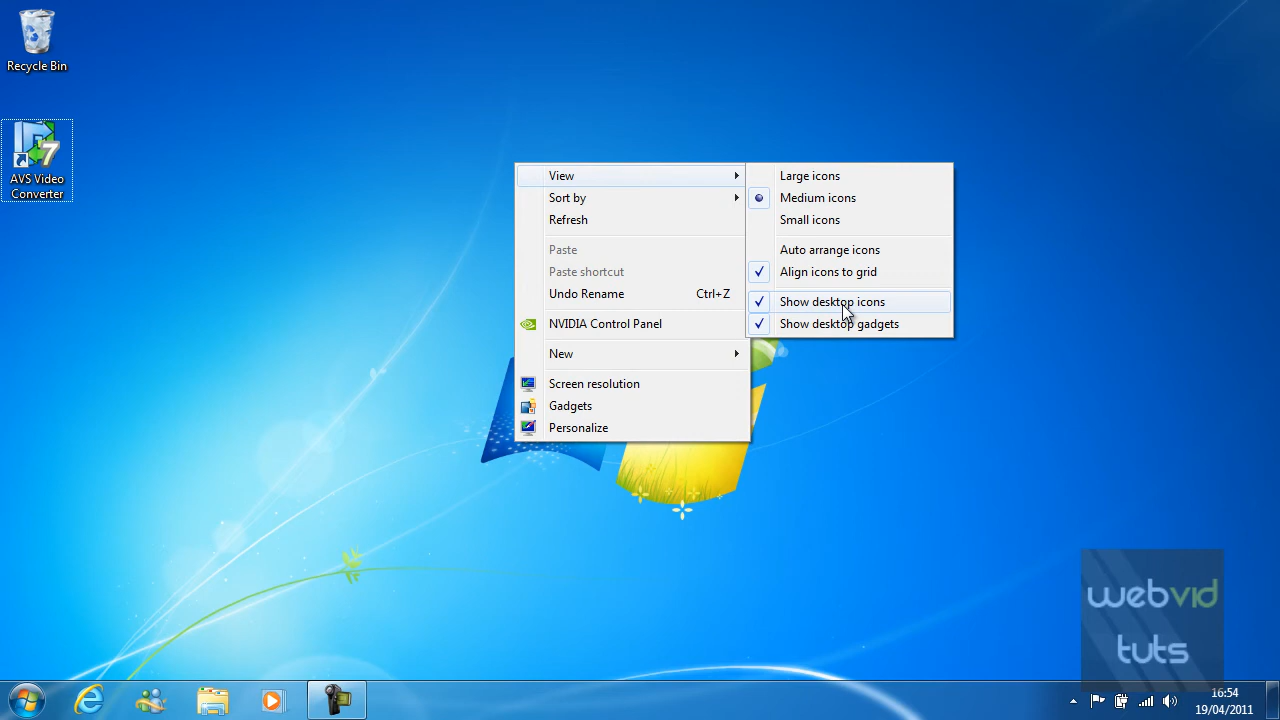 Recycle Bin
7
AVS Video
Converter
View
Sort by
Refresh
Paste
Paste shortcut
Undo Rename Ctrl+Z
NVIDIA Control Panel
New
Screen resolution
Gadgets
Personalize
Large icons
Medium icons
Small icons
Auto arrange icons
Align icons to grid
Show desktop icons
Show desktop gadgets
webvid
tuts
16:54
19/04/2011